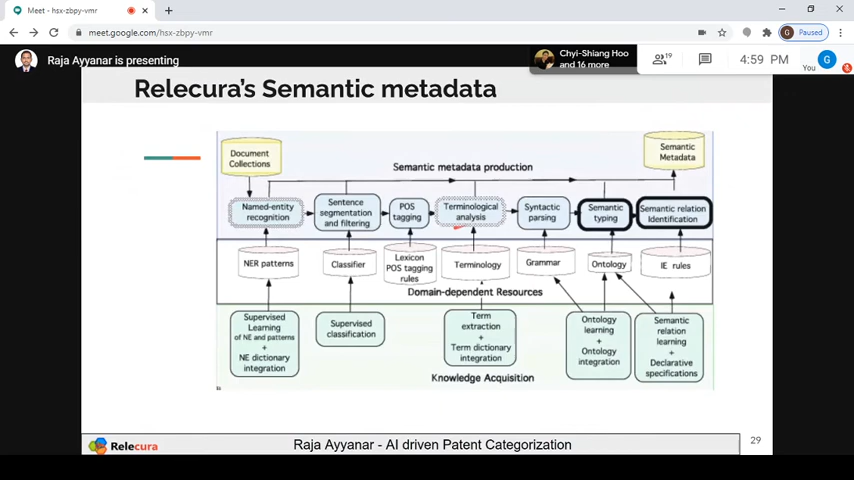 Meet - hsx-zbpy-vmr
meet.google.com/hsx-zbpy-vmr
G
Paused
Raja Ayyanar is presenting
Chyi-Shiang Hoo
and 16 more
19
4:59 PM
G
You
Relecura's Semantic metadata
Document
Collections
Semantic metadata production
Semantic
Metadata
Named-entity
recognition
Sentence
segmentation
and filtering
POS
tagging
Terminological
analysis
Syntactic
parsing
Semantic
typing
Semantic relation
Identification
NER patterns
Classifier
Lexicon
POS tagging
rules
Terminology
Grammar
Ontology
IE rules
Domain-dependent Resources
Supervised
Learning
of NE and patterns
+
NE dictionary
integration
Supervised
classification
Term
extraction
+
Term dictionary
integration
Ontology
learning
+
Ontology
integration
Semantic
relation
learning
+
Declarative
specifications
Knowledge Acquisition
Relecura
Raja Ayyanar - AI driven Patent Categorization
29